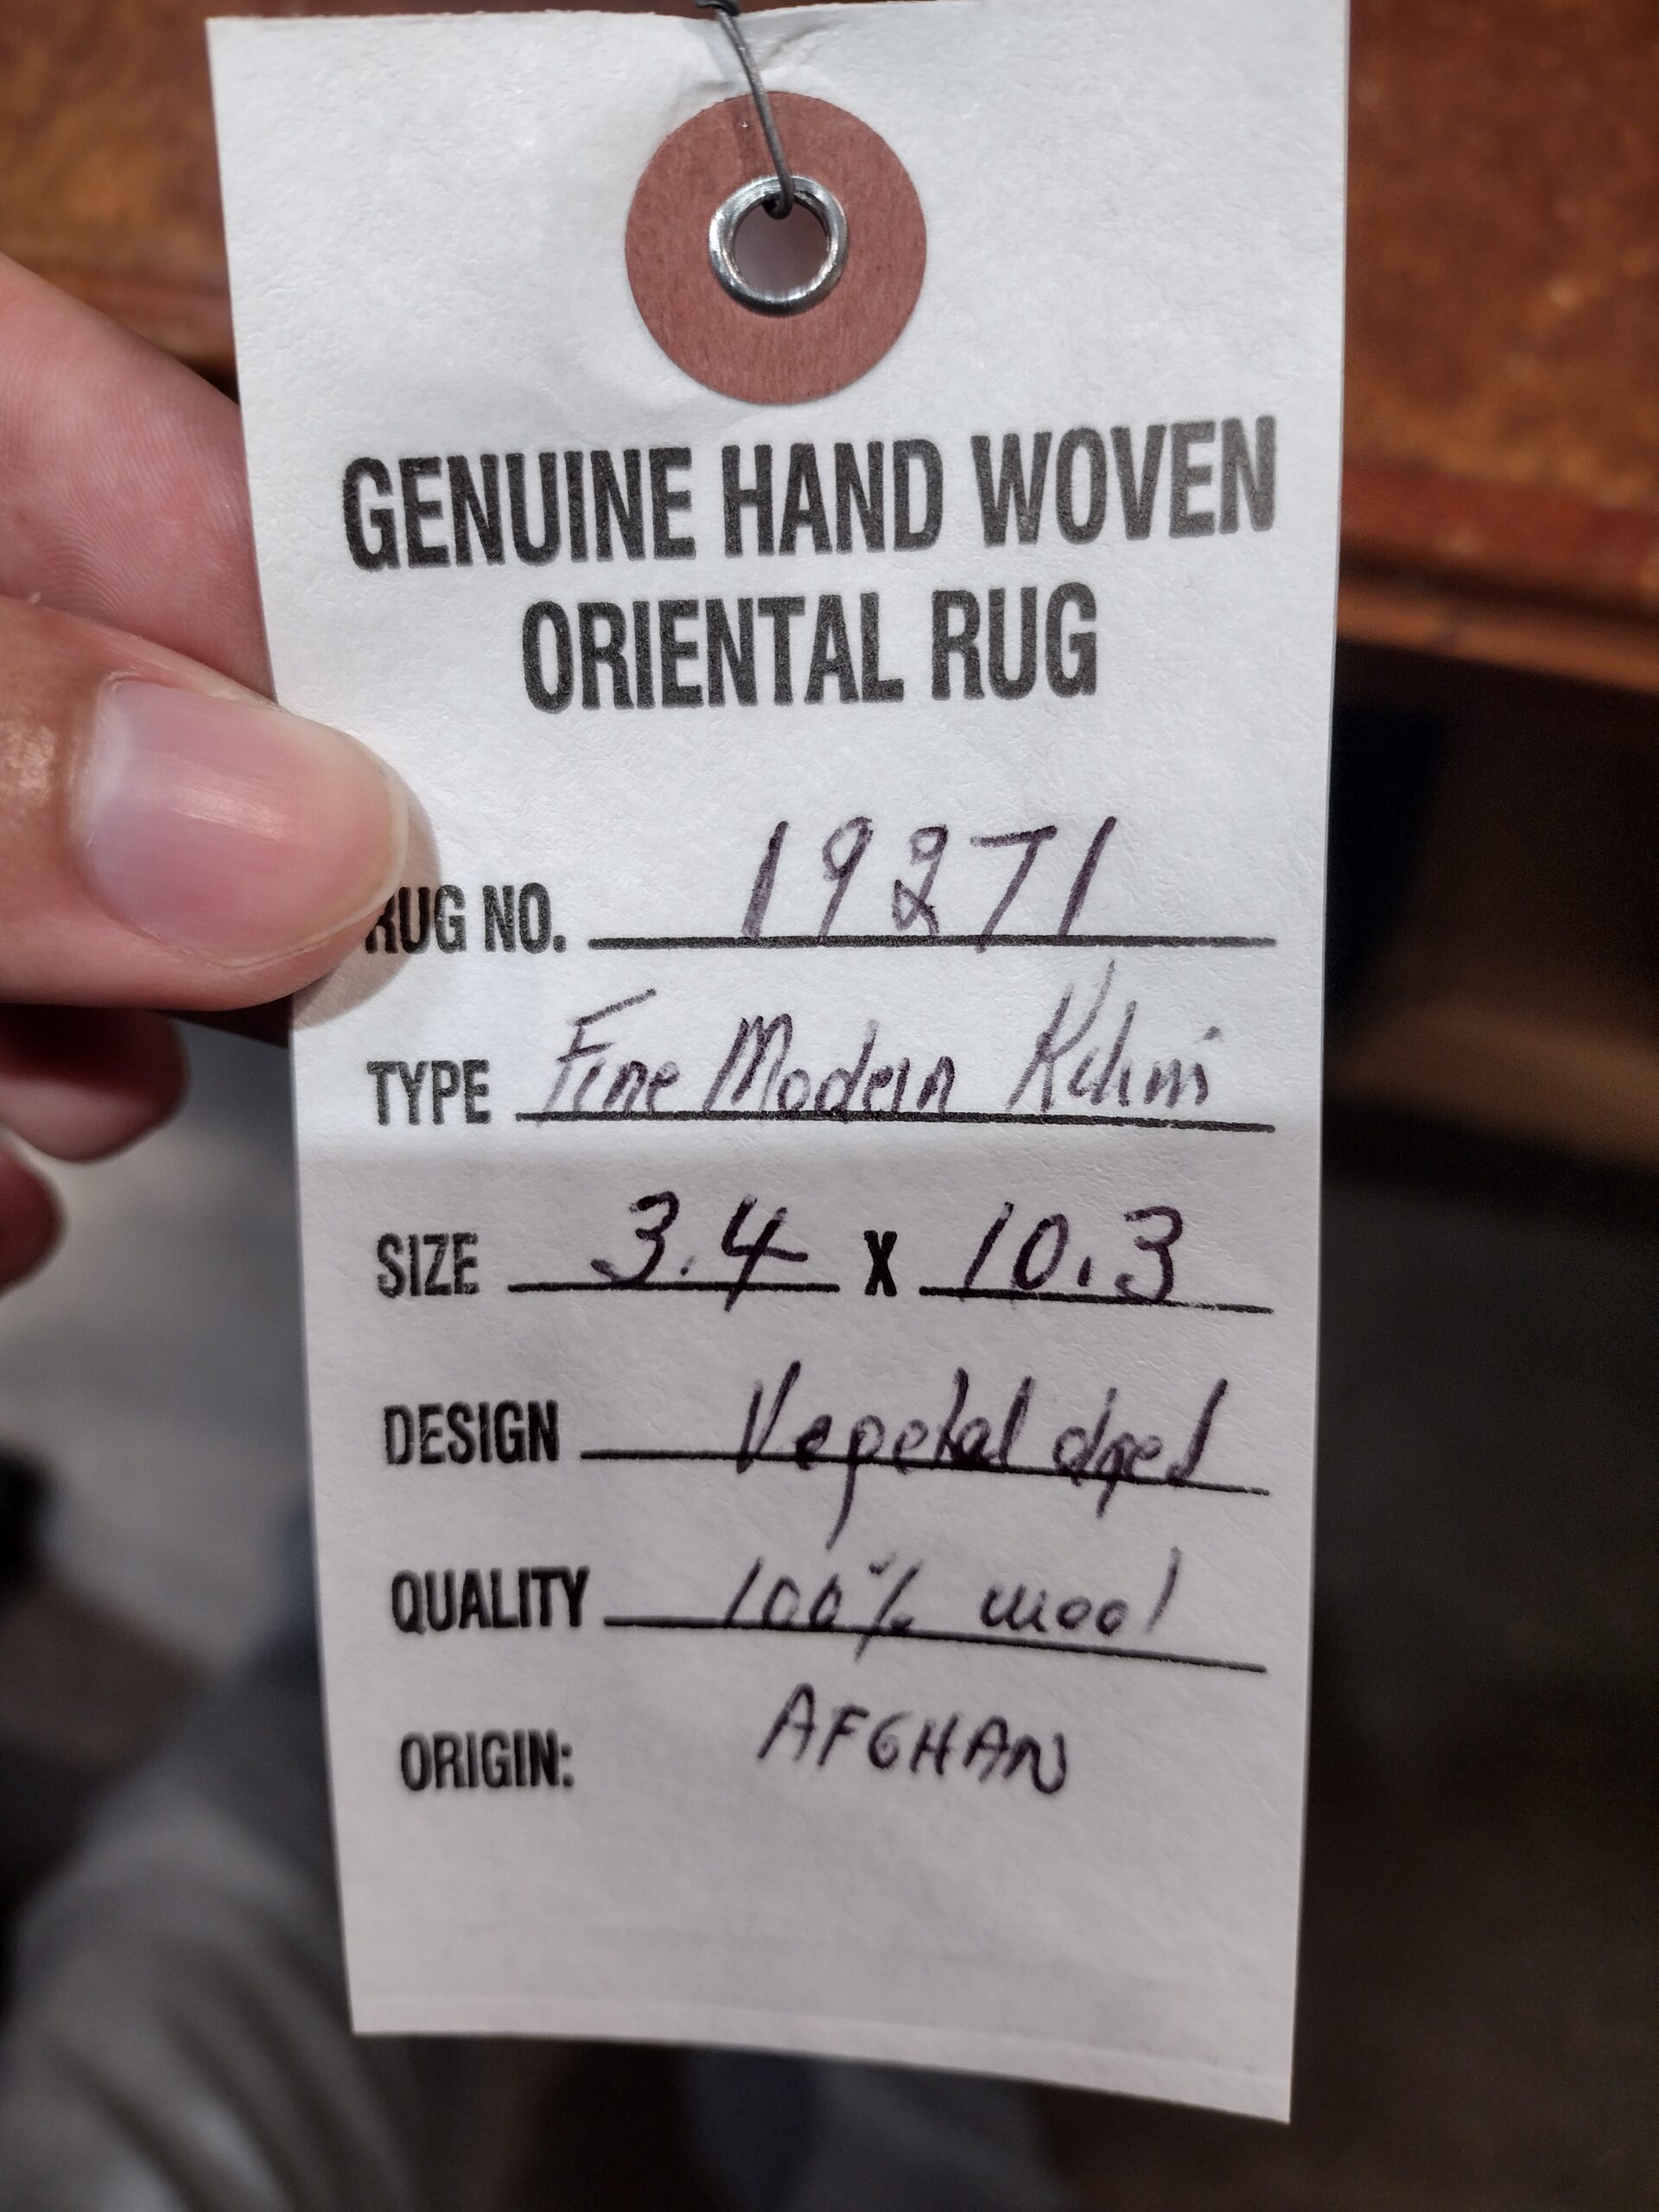 GENUINE HAND WOVEN
ORIENTAL RUG
RUG NO. 19271
TYPE Fine Modern Kilim
SIZE 3.4 X 10.3
DESIGN Vegetal dyed
QUALITY 100% wool
ORIGIN: AFGHAN